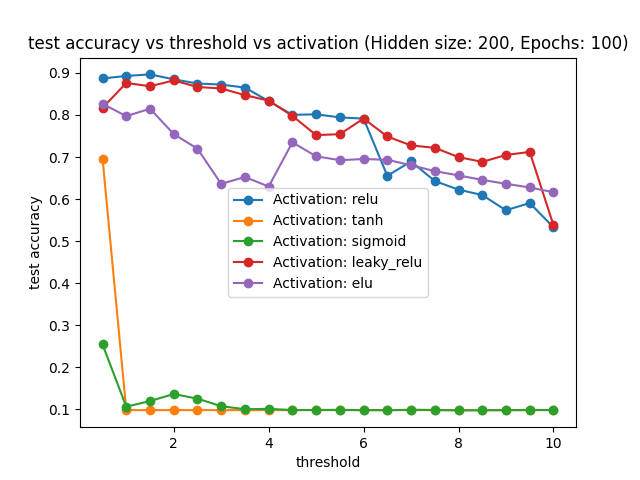 test accuracy vs threshold vs activation (Hidden size: 200, Epochs: 100)
0.9
0.8
0.7
0.6
0.5
0.4
0.3
0.2
0.1
test accuracy
Activation: relu
Activation: tanh
Activation: sigmoid
Activation: leaky_relu
Activation: elu
2
4
6
8
10
threshold